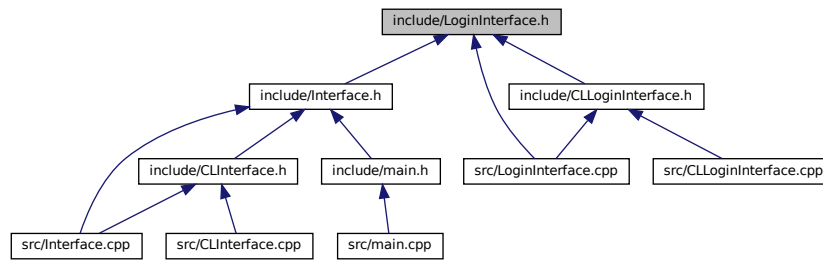 include/LoginInterface.h
include/Interface.h
include/CLLoginInterface.h
include/CLInterface.h
include/main.h
src/LoginInterface.cpp
src/CLLoginInterface.cpp
src/Interface.cpp
src/CLInterface.cpp
src/main.cpp